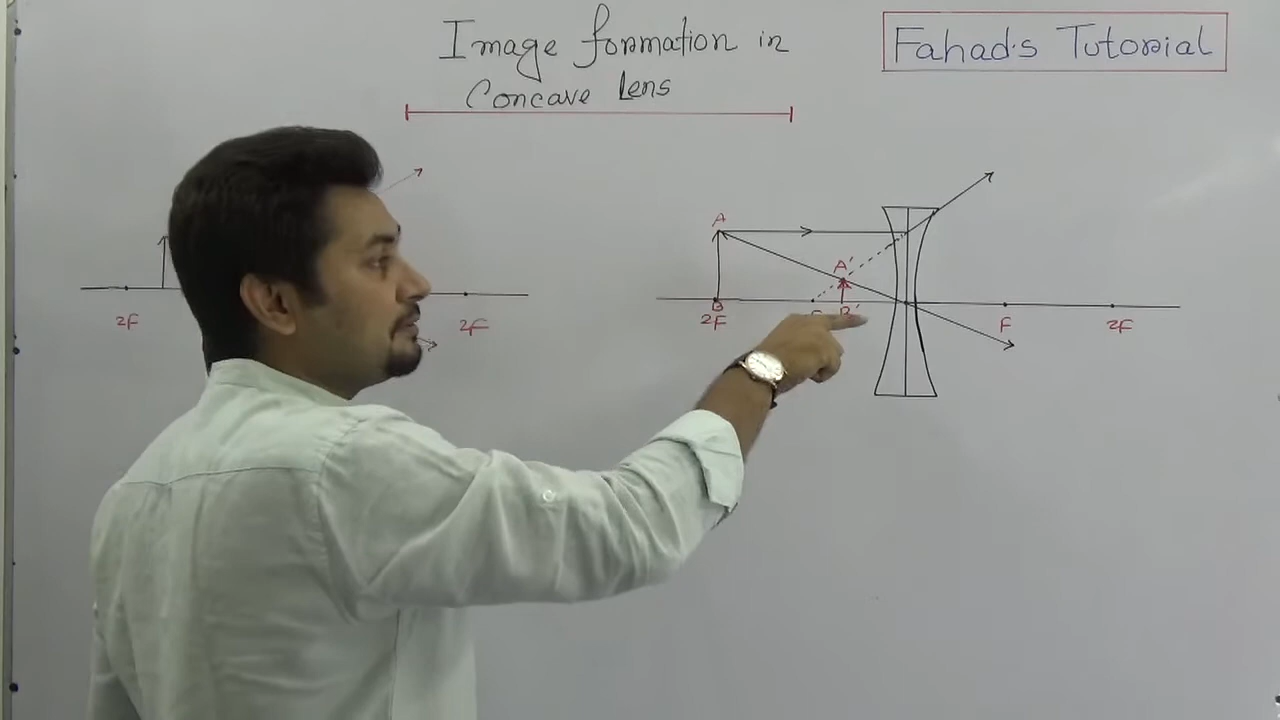 Image formation in
Concave Lens
Fahad's Tutorial
A
A'
B
2F
F
2F
2F
2F